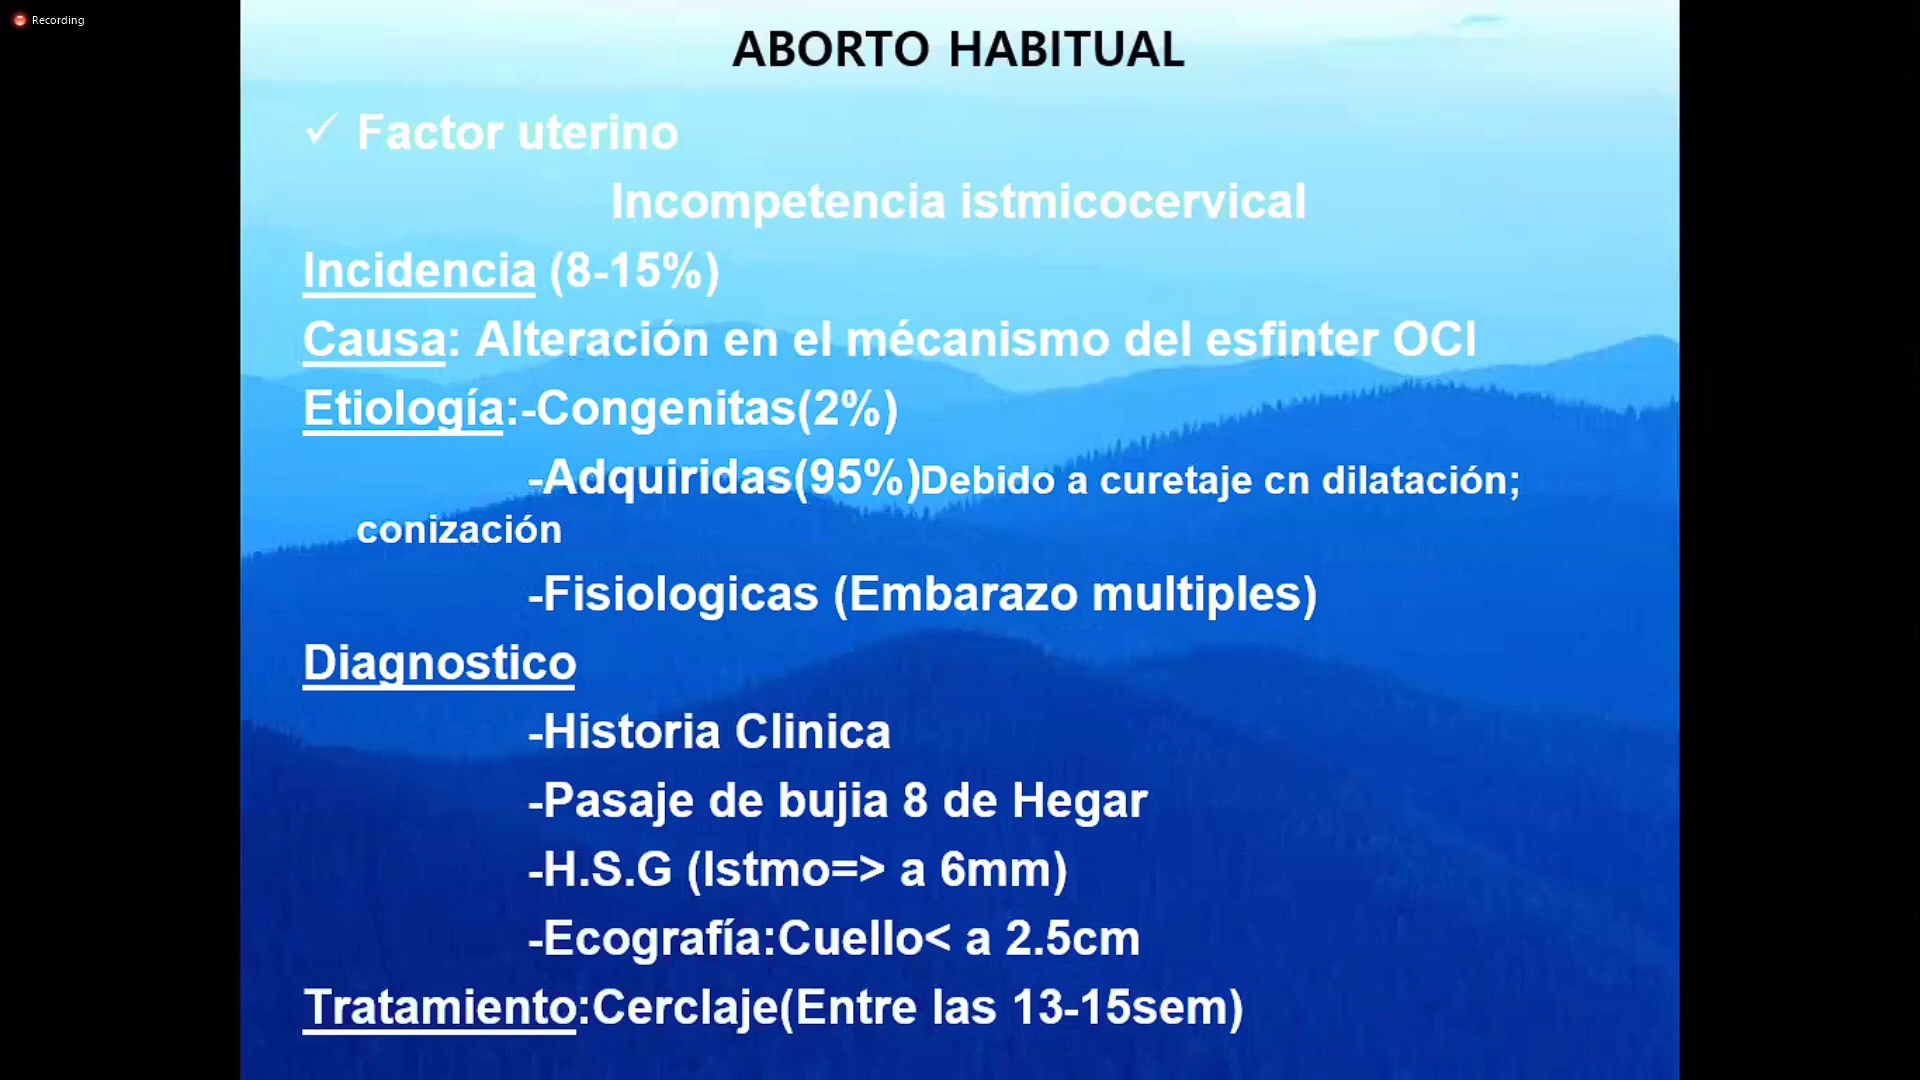 Recording
ABORTO HABITUAL
✓ Factor uterino
Incompetencia istmicocervical
Incidencia (8-15%)
Causa: Alteración en el mécanismo del esfinter OCI
Etiología:-Congenitas(2%)
-Adquiridas(95%)Debido a curetaje cn dilatación;
conización
-Fisiologicas (Embarazo multiples)
Diagnostico
-Historia Clinica
-Pasaje de bujia 8 de Hegar
-H.S.G (Istmo=> a 6mm)
-Ecografía:Cuello< a 2.5cm
Tratamiento:Cerclaje(Entre las 13-15sem)